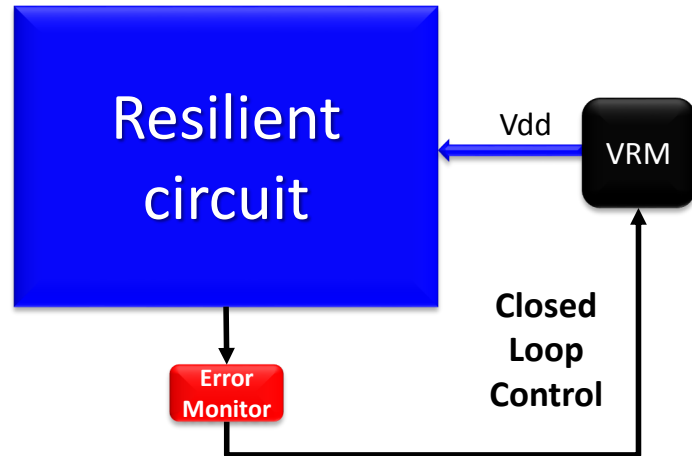 Resilient
circuit
Vdd
VRM
Closed
Loop
Control
Error
Monitor